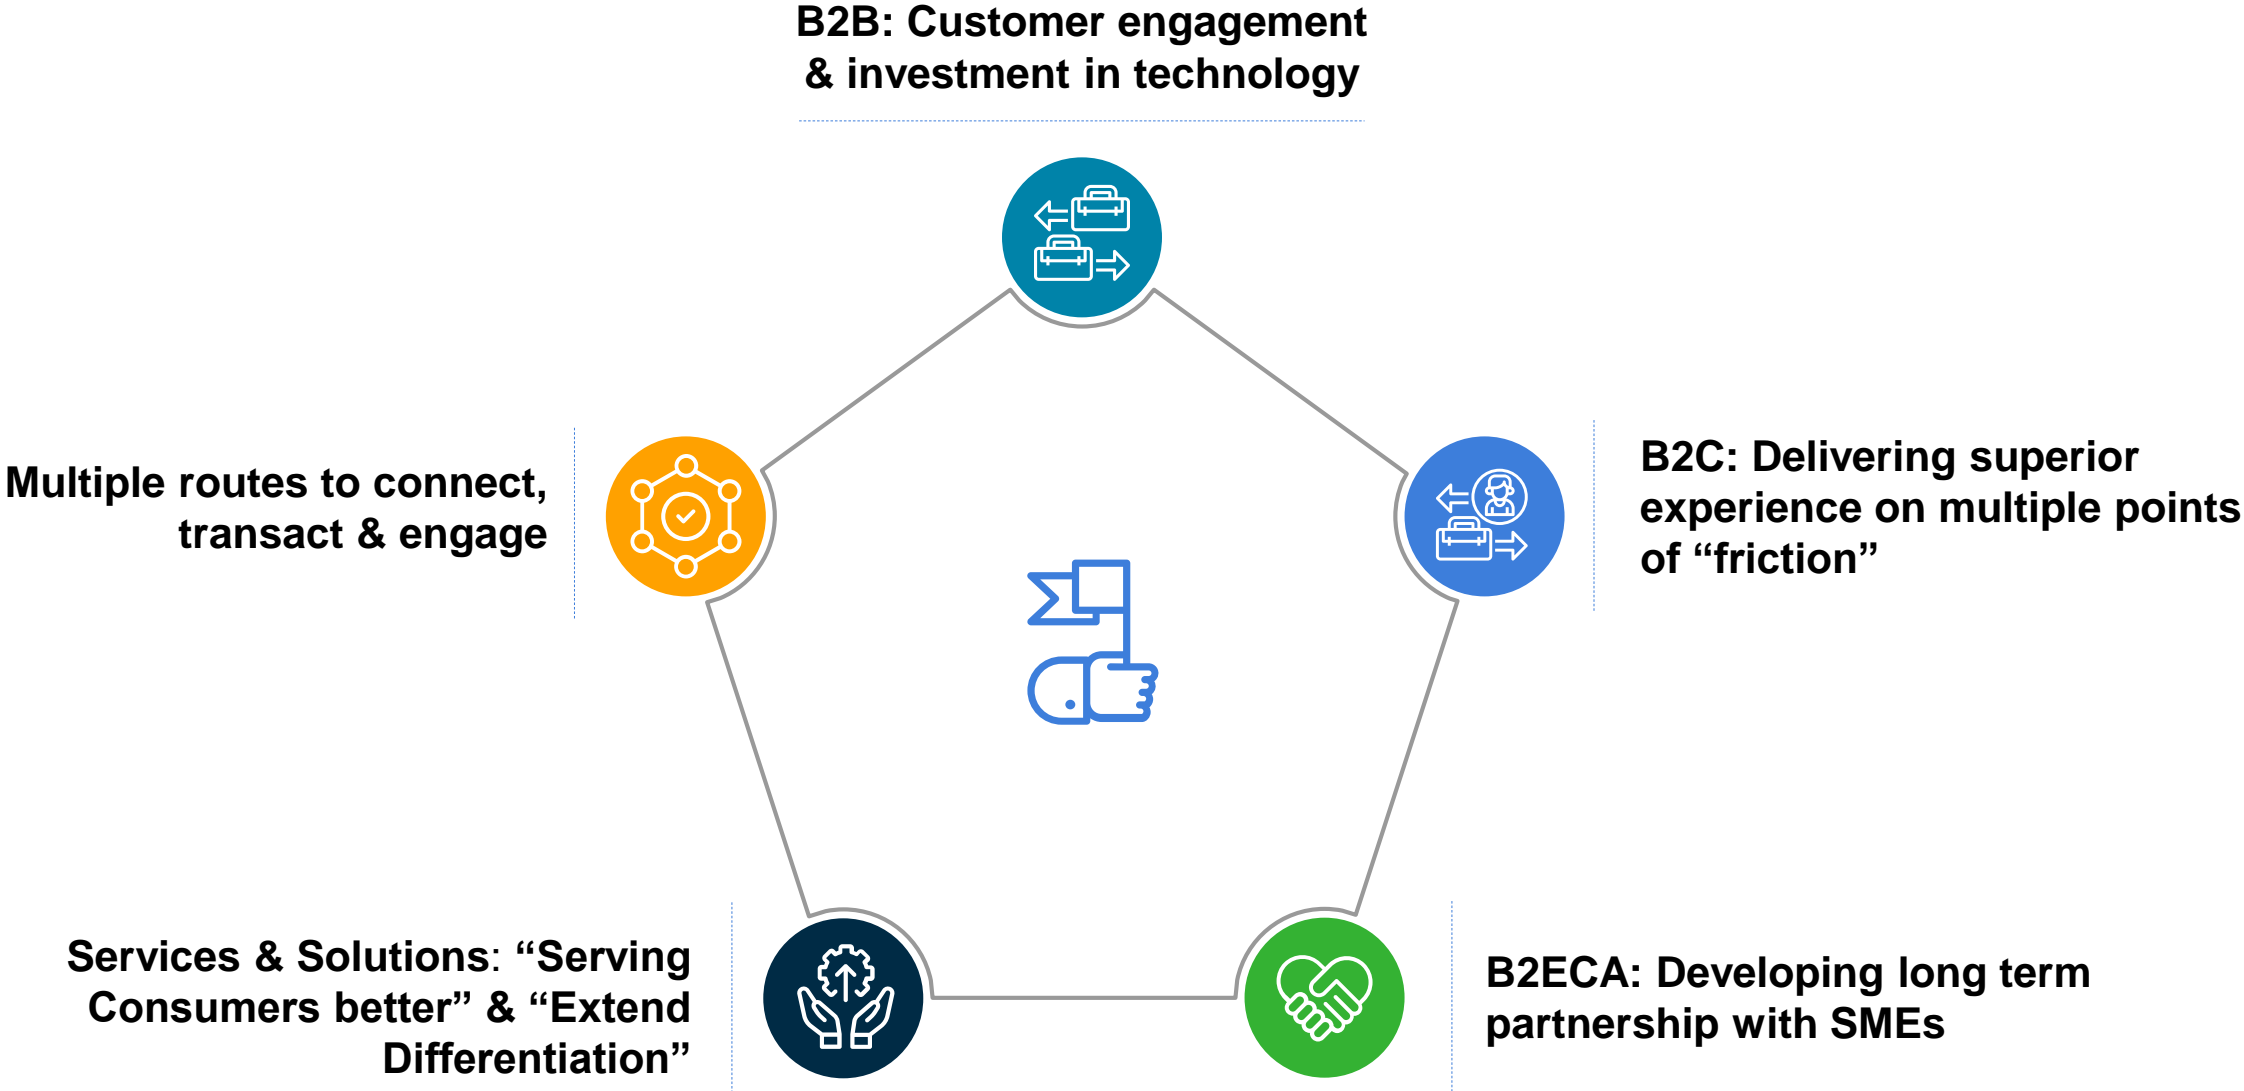 B2B: Customer engagement
& investment in technology
Multiple routes to connect,
transact & engage
B2C: Delivering superior
experience on multiple points
of “friction”
Services & Solutions: “Serving
Consumers better” & “Extend
Differentiation”
B2ECA: Developing long term
partnership with SMEs